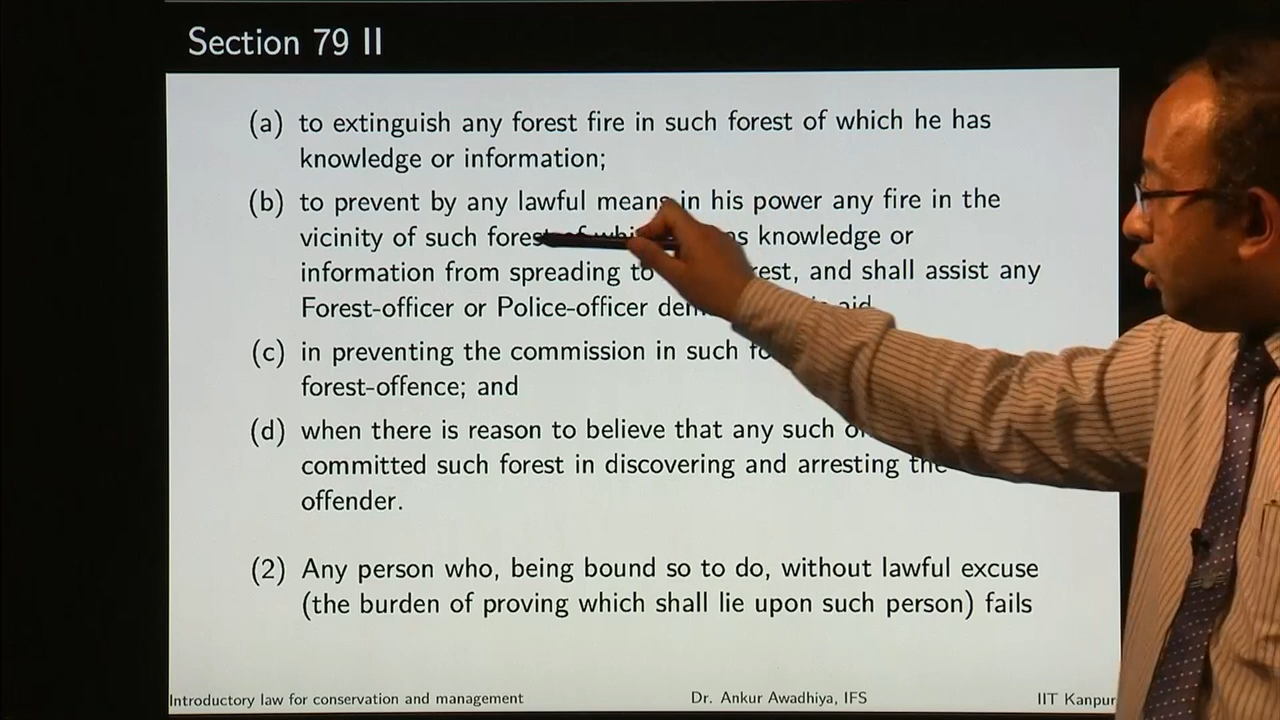 Section 79 II
(a) to extinguish any forest fire in such forest of which he has
knowledge or information;
(b) to prevent by any lawful means in his power any fire in the
vicinity of such forest of knowledge or
information from spreading to and shall assist any
Forest-officer or Police-officer aid
(c) in preventing the commission in such
forest-offence; and
(d) when there is reason to believe that any such
committed such forest in discovering and arresting the
offender.
(2) Any person who, being bound so to do, without lawful excuse
(the burden of proving which shall lie upon such person) fails
Introductory law for conservation and management Dr. Ankur Awadhiya, IFS IIT Kanpur